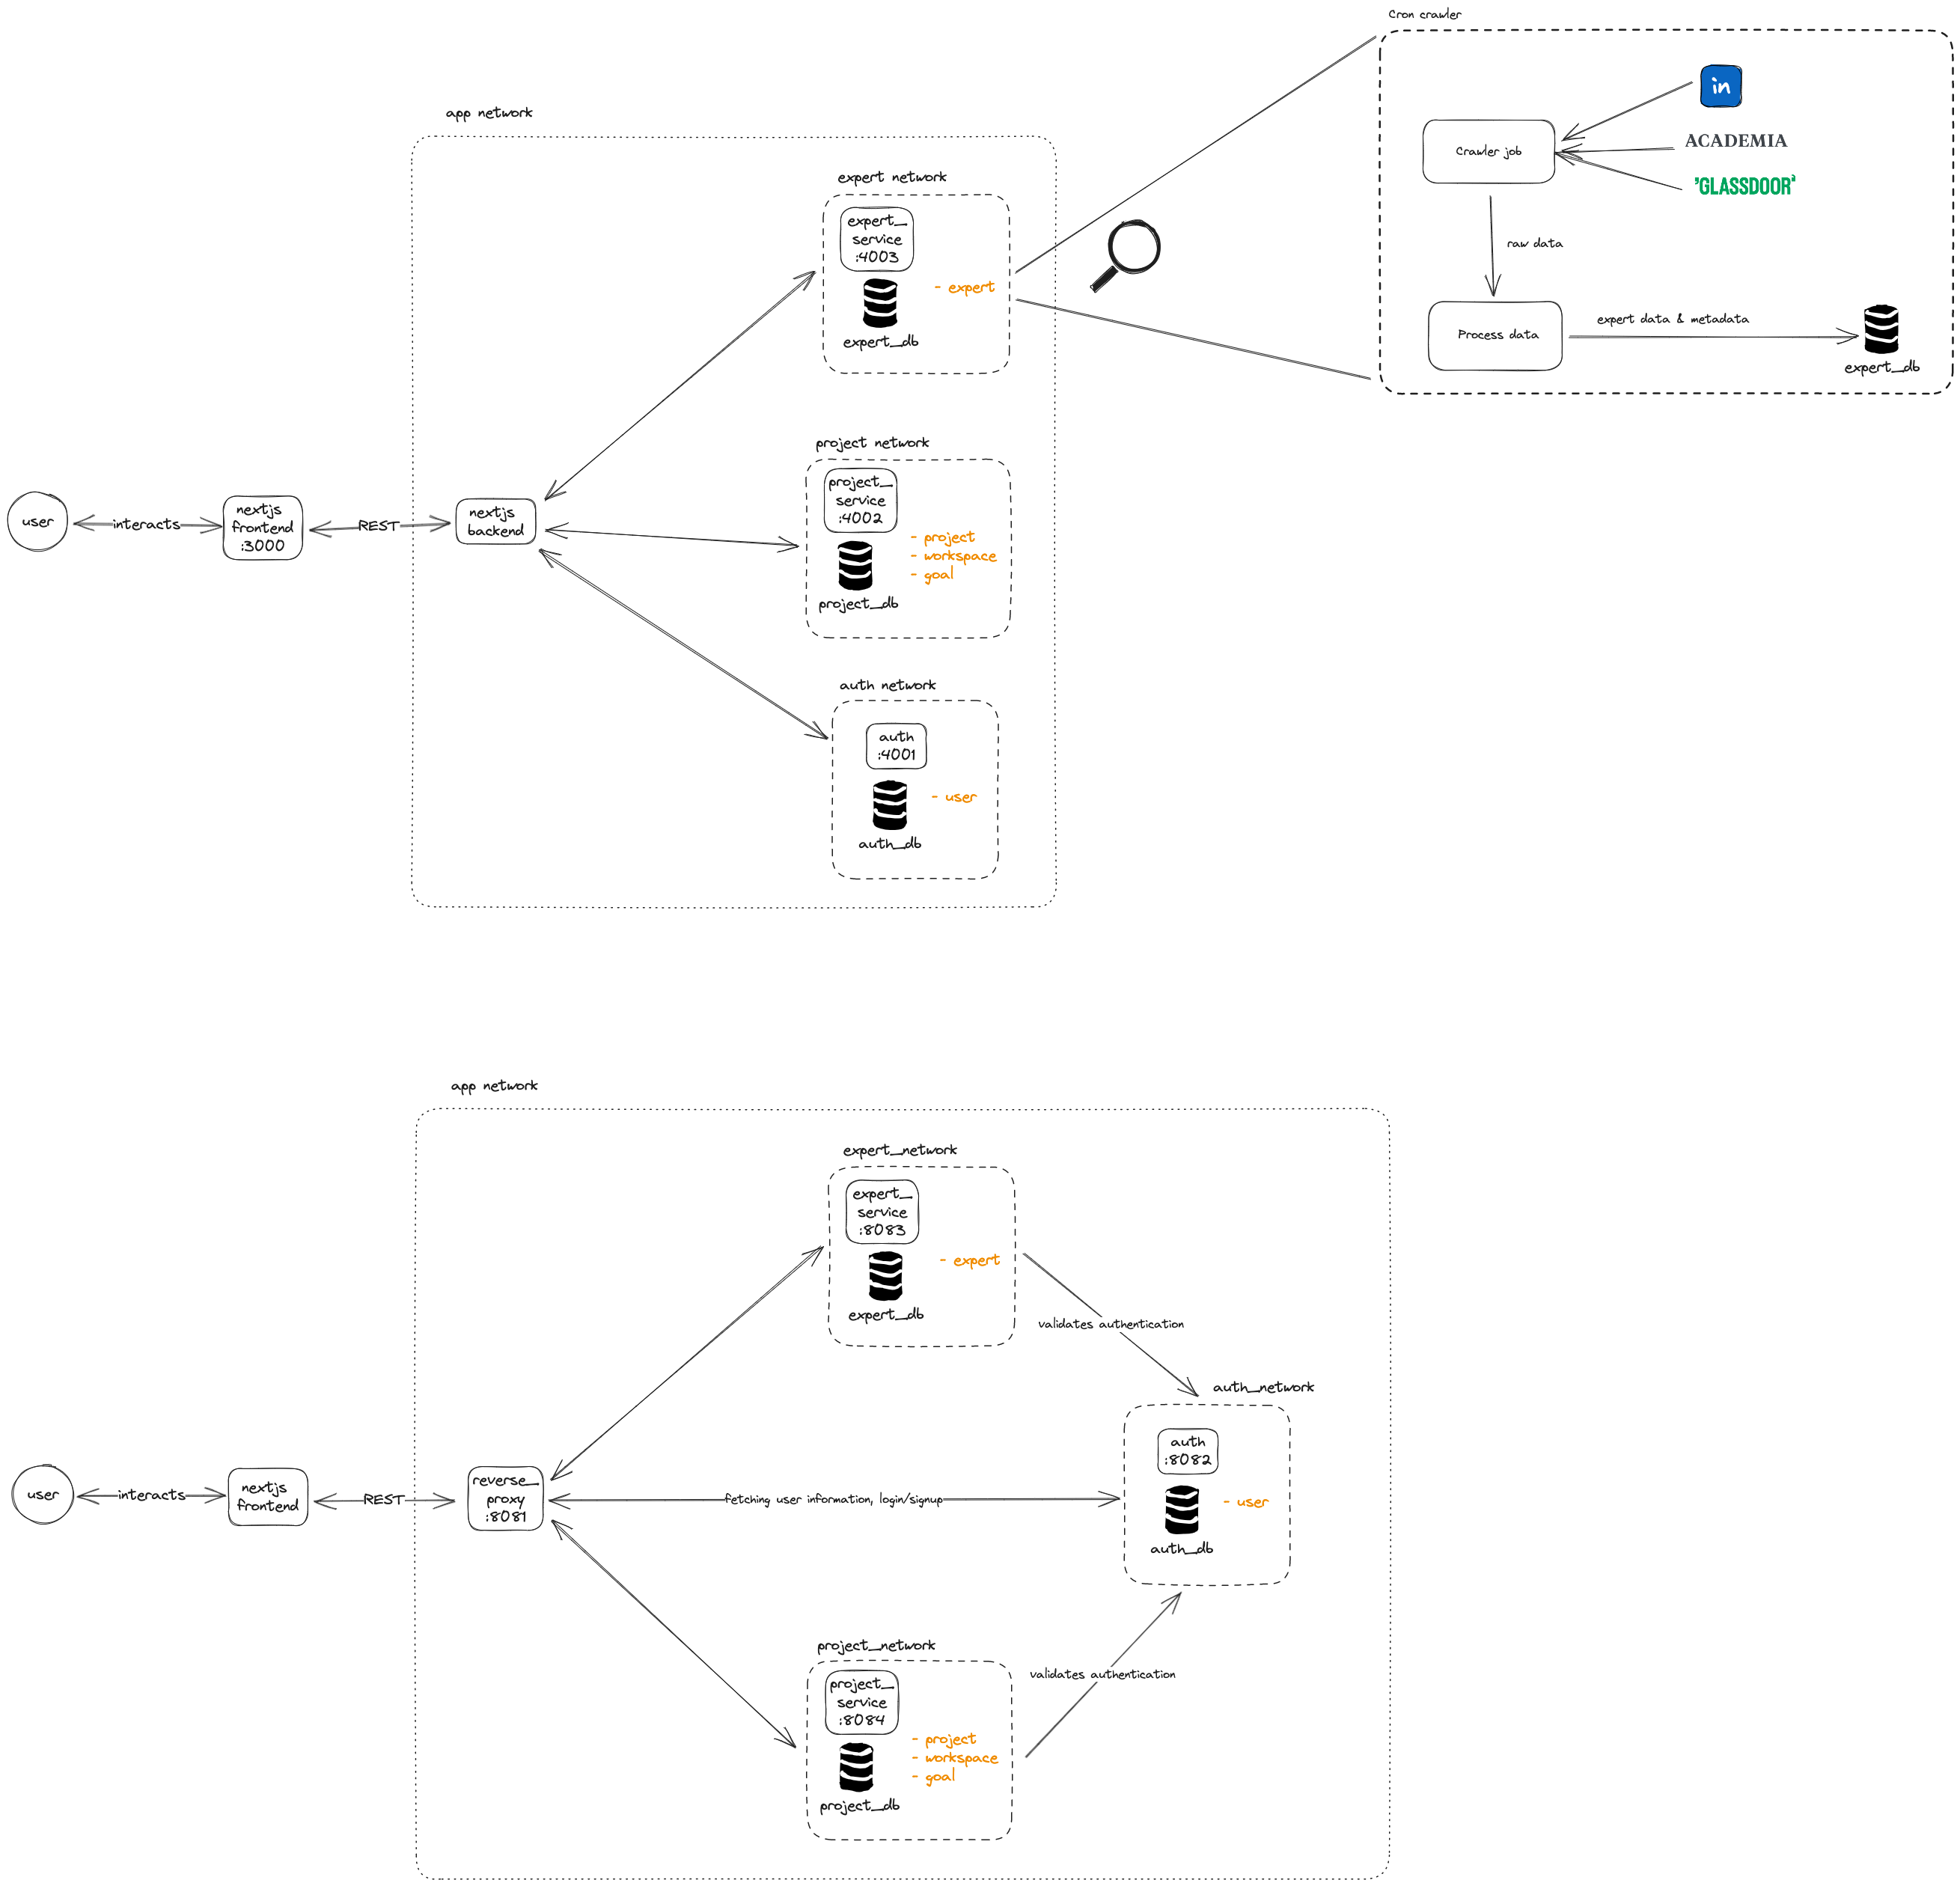 Cron crawler
in
ACADEMIA
Crawler job
GLASSDOOR
raw data
Process data
expert data & metadata
expert_db
app network
expert network
expert_
service
:4003
- expert
expert_db
project network
project_
service
:4002
- project
- workspace
- goal
project_db
user
interacts
nextjs
frontend
:3000
REST
nextjs
backend
auth network
auth
:4001
- user
auth_db
app network
expert_network
expert_
service
:8083
- expert
expert_db
validates authentication
auth_network
auth
:8082
- user
auth_db
user
interacts
nextjs
frontend
REST
reverse_
proxy
:8081
fetching user information, login/signup
project_network
project_
service
:8084
- project
- workspace
- goal
project_db
validates authentication